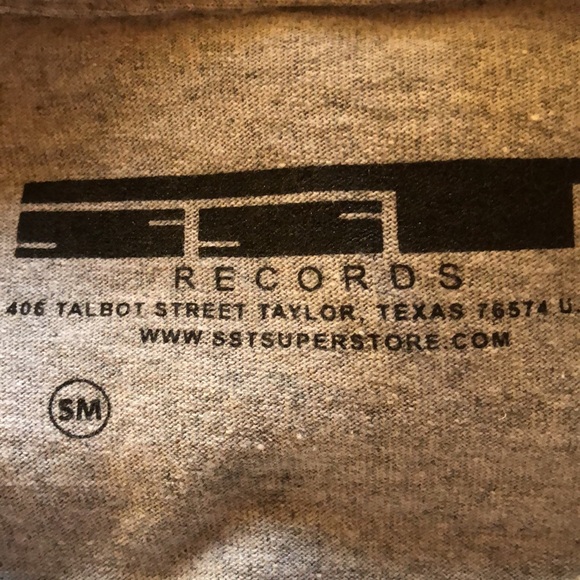 SST
RECORDS
406 TALBOT STREET TAYLOR, TEXAS 76574 U.
WWW.SSTSUPERSTORE.COM
SM